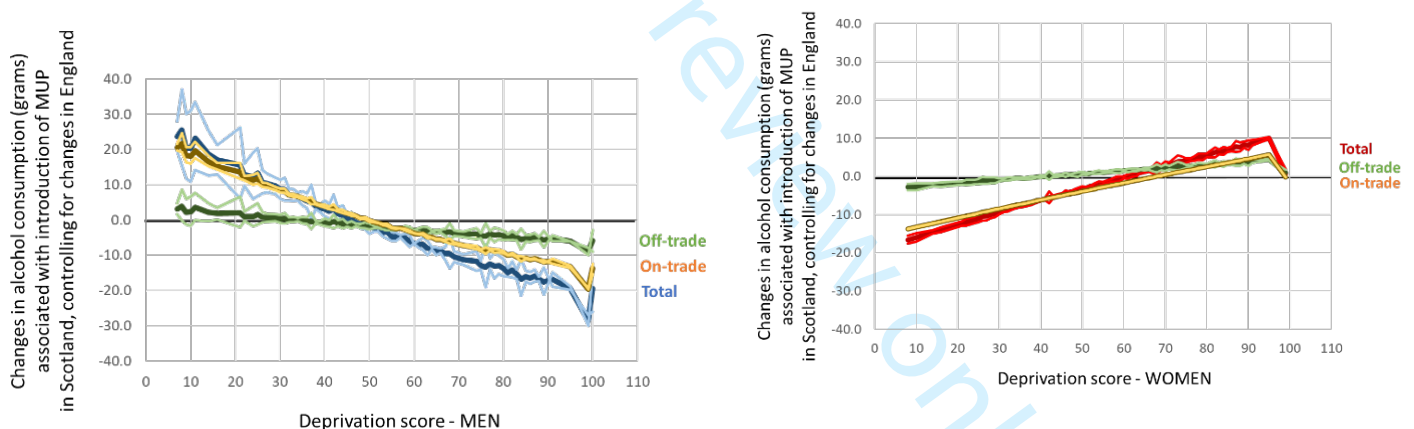 Changes in alcohol consumption (grams)
associated with introduction of MUP
in Scotland, controlling for changes in England
40.0
30.0
20.0
10.0
0.0
-10.0
-20.0
-30.0
-40.0
0 10 20 30 40 50 60 70 80 90 100 110
Off-trade
On-trade
Total
Deprivation score - MEN
Changes in alcohol consumption (grams)
associated with introduction of MUP
in Scotland, controlling for changes in England
40.0
30.0
20.0
10.0
0.0
-10.0
-20.0
-30.0
-40.0
0 10 20 30 40 50 60 70 80 90 100 110
Total
Off-trade
On-trade
Deprivation score - WOMEN
review onl